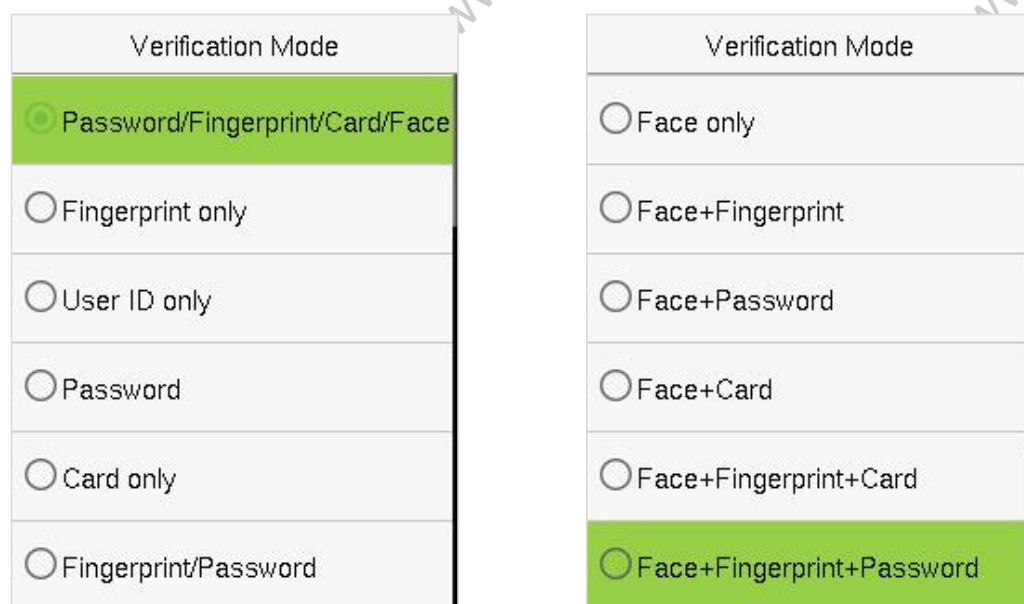 Verification Mode
Password/Fingerprint/Card/Face
Fingerprint only
User ID only
Password
Card only
Fingerprint/Password
Verification Mode
Face only
Face+Fingerprint
Face+Password
Face+Card
Face+Fingerprint+Card
Face+Fingerprint+Password